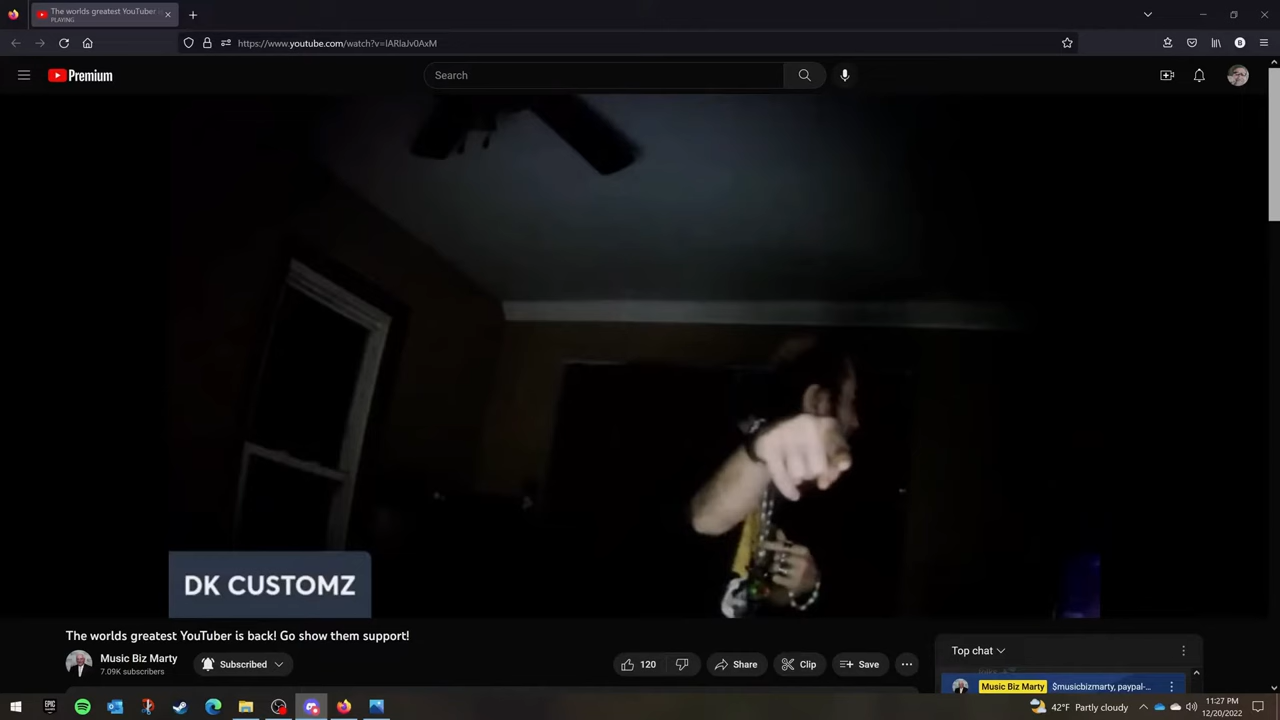 The worlds greatest YouTuber
PLAYING
https://www.youtube.com/watch?v=lARlaJv0AxM
B
Premium
Search
DK CUSTOMZ
The worlds greatest YouTuber is back! Go show them support!
Music Biz Marty
7.09K subscribers
Subscribed
120
Share
Clip
Save
Top chat
Music Biz Marty $musicbizmarty, paypal-...
EPIC
GAMES
42°F Partly cloudy
11:27 PM
12/20/2022